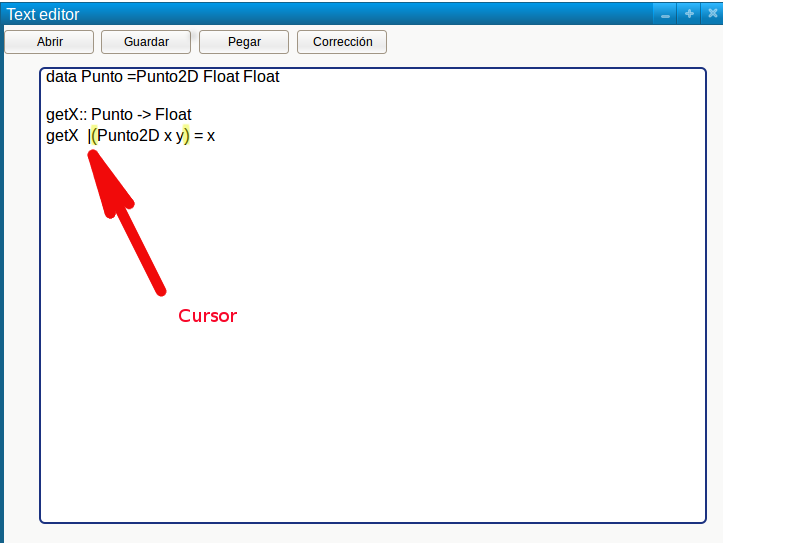 Text editor
Abrir Guardar Pegar Corrección
data Punto =Punto2D Float Float
getX:: Punto -> Float
getX  |(Punto2D x y) = x
Cursor